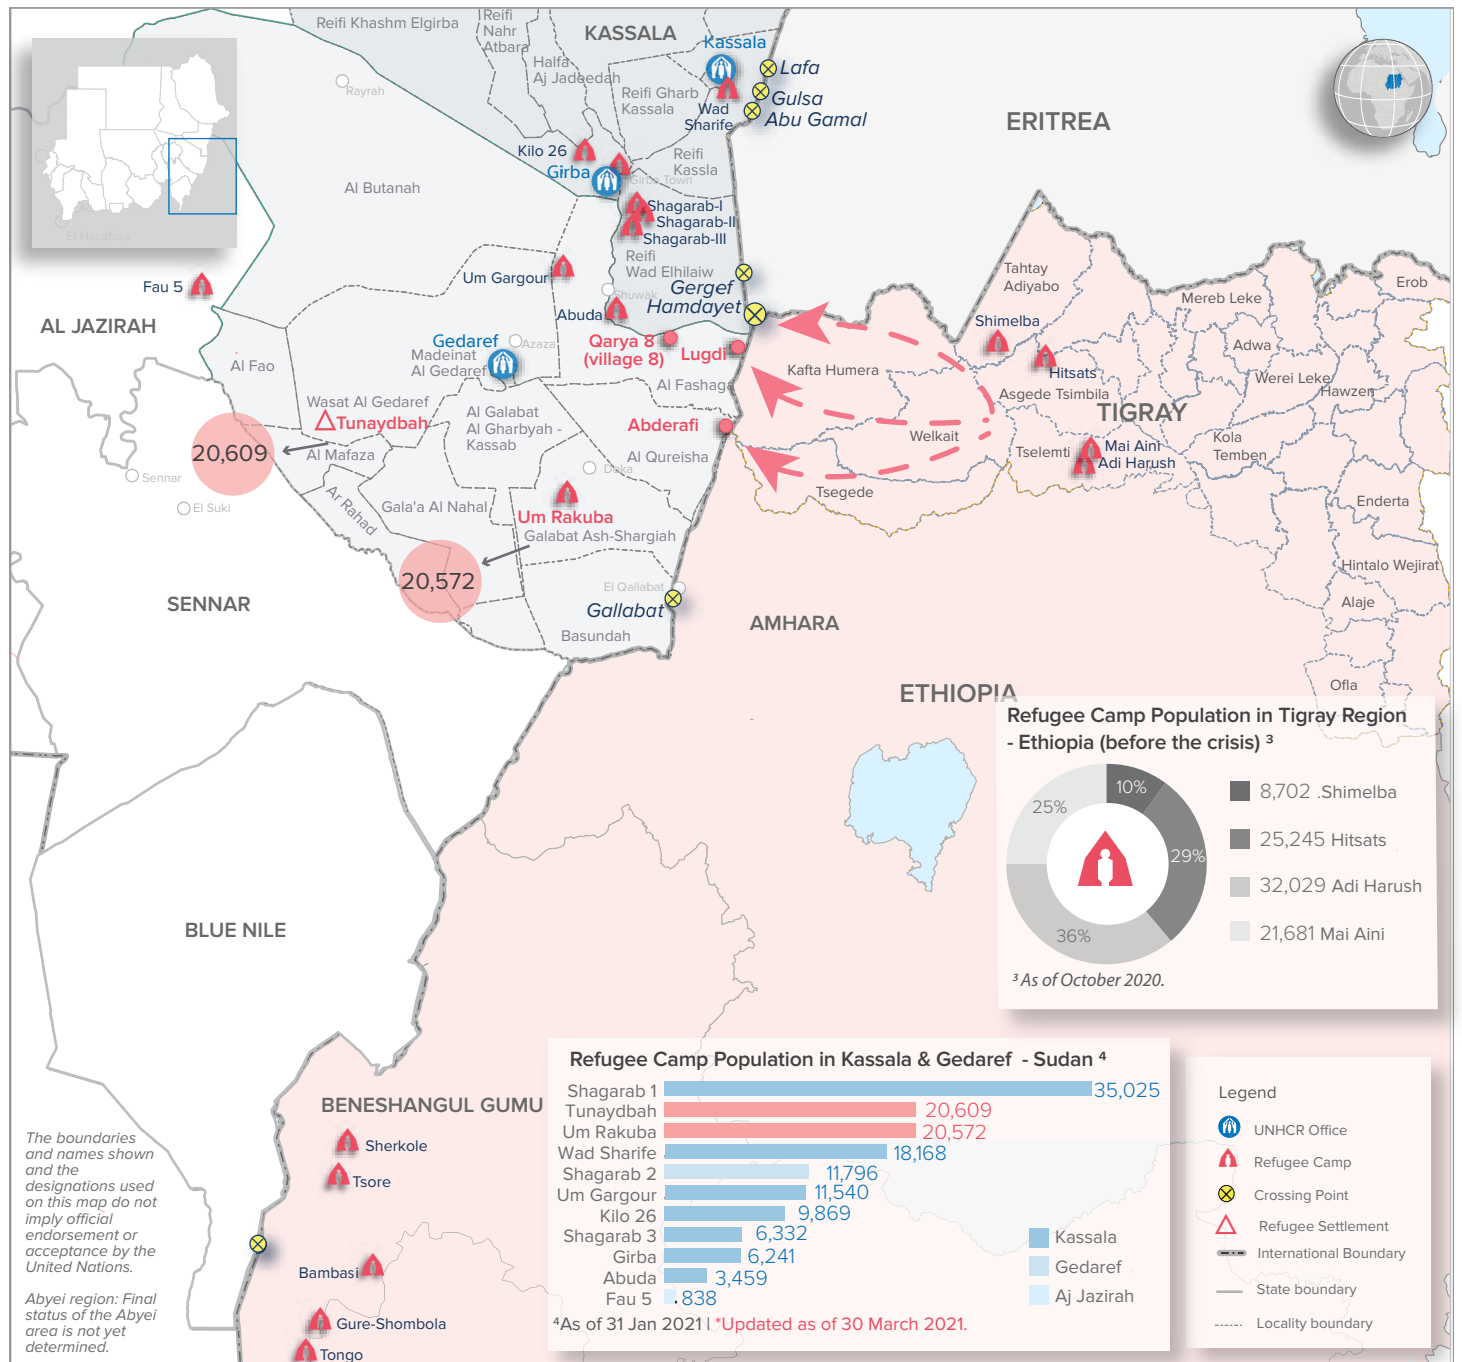 Reifi Khashm Elgirba
Reifi
Nahr
Atbara
KASSALA
Kassala
Halfa
Aj Jadeedah
Lafa
Rayrah
Reifi Gharb
Kassala
Gulsa
Wad
Sharife
Abu Gamal
ERITREA
Kilo 26
Reifi
Kassla
Girba
Girba Town
Al Butanah
Shagarab-I
Shagarab-II
Shagarab-III
El Hasanisa
Reifi
Wad Elhilaiw
Um Gargour
Fau 5
Gergef
Shuwak
Hamdayet
Abuda
AL JAZIRAH
Tahtay
Adiyabo
Erob
Mereb Leke
Shimelba
Gedaref
Azaza
Qarya 8
(village 8)
Lugdi
Madeinat
Al Gedaref
Al Fao
Adwa
Hitsats
Kafta Humera
Werei Leke
Al Fashaga
Asgede Tsimbila
Hawzen
Wasat Al Gedaref
TIGRAY
Tunaydbah
Al Galabat
Al Gharbyah -
Kassab
Abderafi
Welkait
Kola
Temben
20,609
Al Mafaza
Tselemti
Mai Aini
Adi Harush
Al Qureisha
Doka
Sennar
Tsegede
El Suki
Ar Rahad
Gala'a Al Nahal
Enderta
Um Rakuba
Galabat Ash-Shargiah
Hintalo Wejirat
20,572
El Qallabat
SENNAR
Gallabat
Alaje
AMHARA
Basundah
Ofla
ETHIOPIA
Refugee Camp Population in Tigray Region
- Ethiopia (before the crisis) ³
10%
25%
29%
36%
8,702 .Shimelba
25,245 Hitsats
32,029 Adi Harush
21,681 Mai Aini
³ As of October 2020.
BLUE NILE
BENESHANGUL GUMU
Sherkole
Tsore
Bambasi
Gure-Shombola
Tongo
Refugee Camp Population in Kassala & Gedaref - Sudan ⁴
Shagarab 1 35,025
Tunaydbah 20,609
Um Rakuba 20,572
Wad Sharife 18,168
Shagarab 2 11,796
Um Gargour 11,540
Kilo 26 9,869
Shagarab 3 6,332
Girba 6,241
Abuda 3,459
Fau 5 838
Kassala
Gedaref
Aj Jazirah
⁴As of 31 Jan 2021 | *Updated as of 30 March 2021.
Legend
UNHCR Office
Refugee Camp
Crossing Point
Refugee Settlement
International Boundary
State boundary
Locality boundary
The boundaries
and names shown
and the
designations used
on this map do not
imply official
endorsement or
acceptance by the
United Nations.
Abyei region: Final
status of the Abyei
area is not yet
determined.